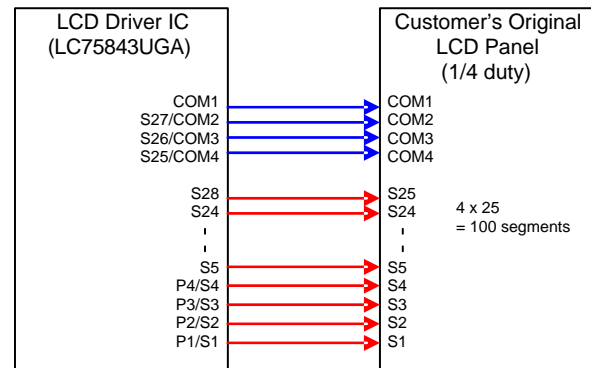 LCD Driver IC
(LC75843UGA)
Customer's Original
LCD Panel
(1/4 duty)
COM1
S27/COM2
S26/COM3
S25/COM4
S28
S24
S5
P4/S4
P3/S3
P2/S2
P1/S1
COM1
COM2
COM3
COM4
S25
S24
S5
S4
S3
S2
S1
4 x 25
= 100 segments